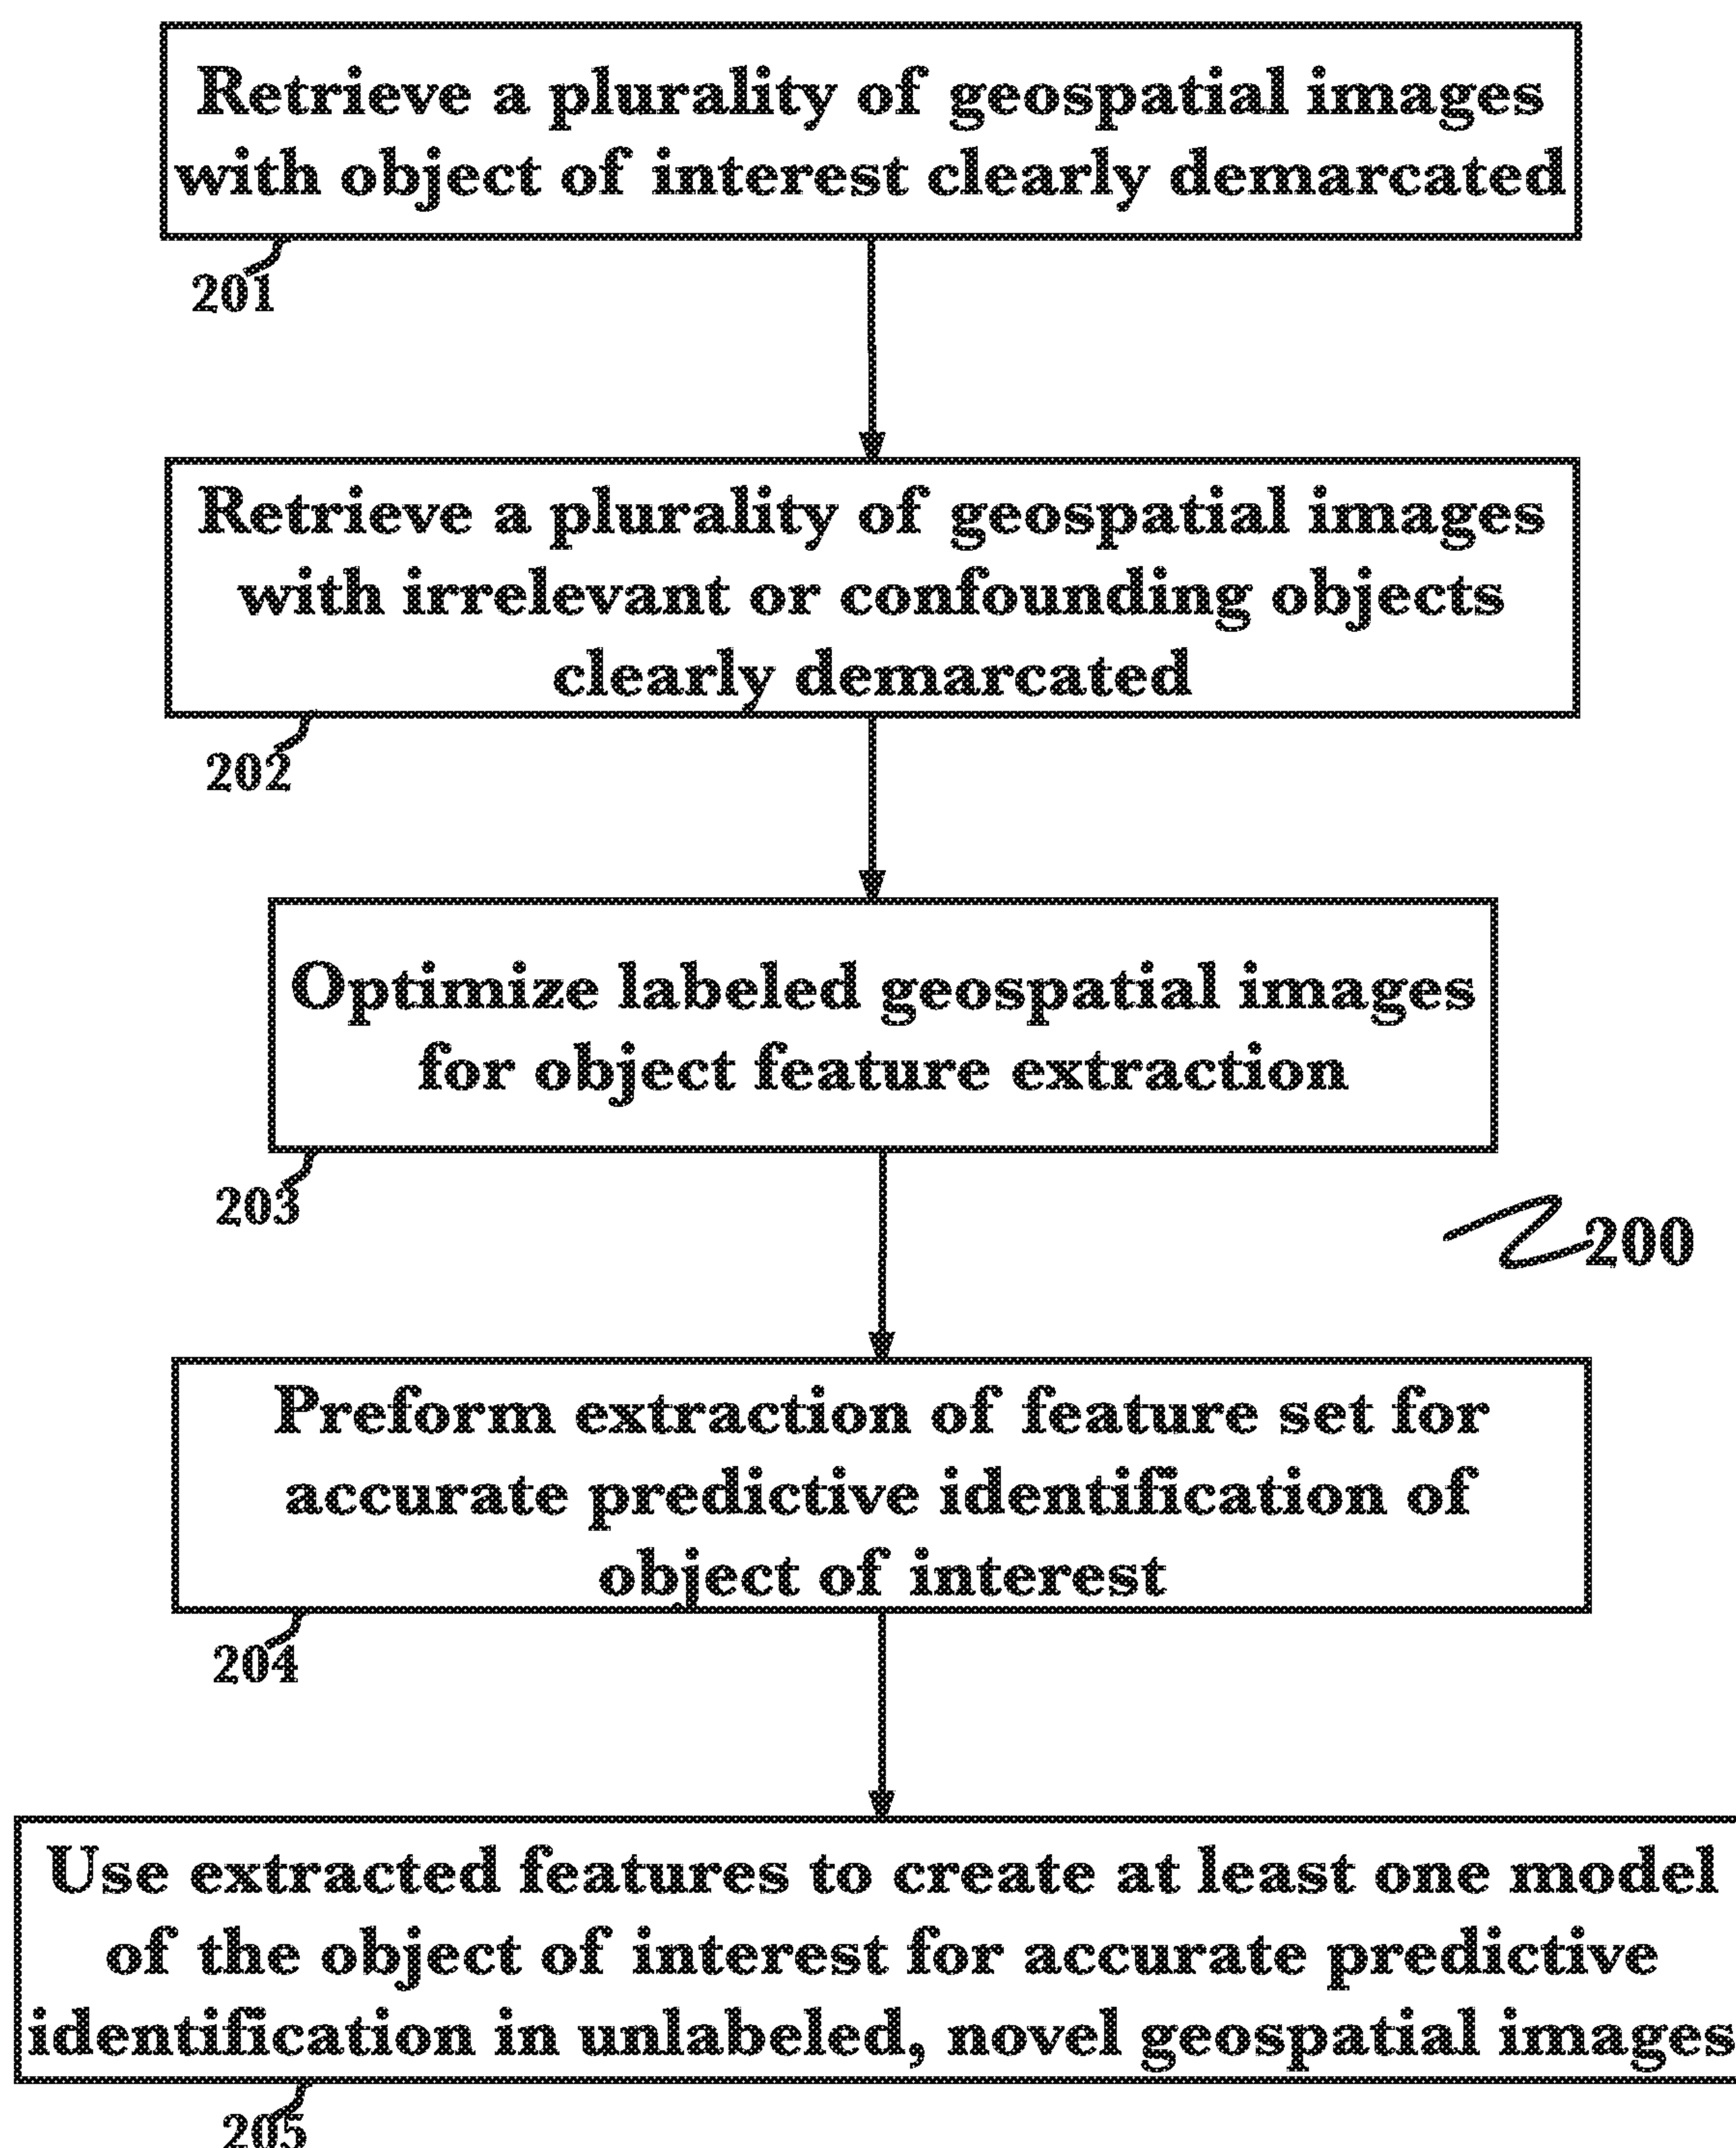 Retrieve a plurality of geospatial images
with object of interest clearly demarcated
201
Retrieve a plurality of geospatial images
with irrelevant or confounding objects
clearly demarcated
202
Optimize labeled geospatial images
for object feature extraction
203
200
Preform extraction of feature set for
accurate predictive identification of
object of interest
204
Use extracted features to create at least one model
of the object of interest for accurate predictive
identification in unlabeled, novel geospatial images
205